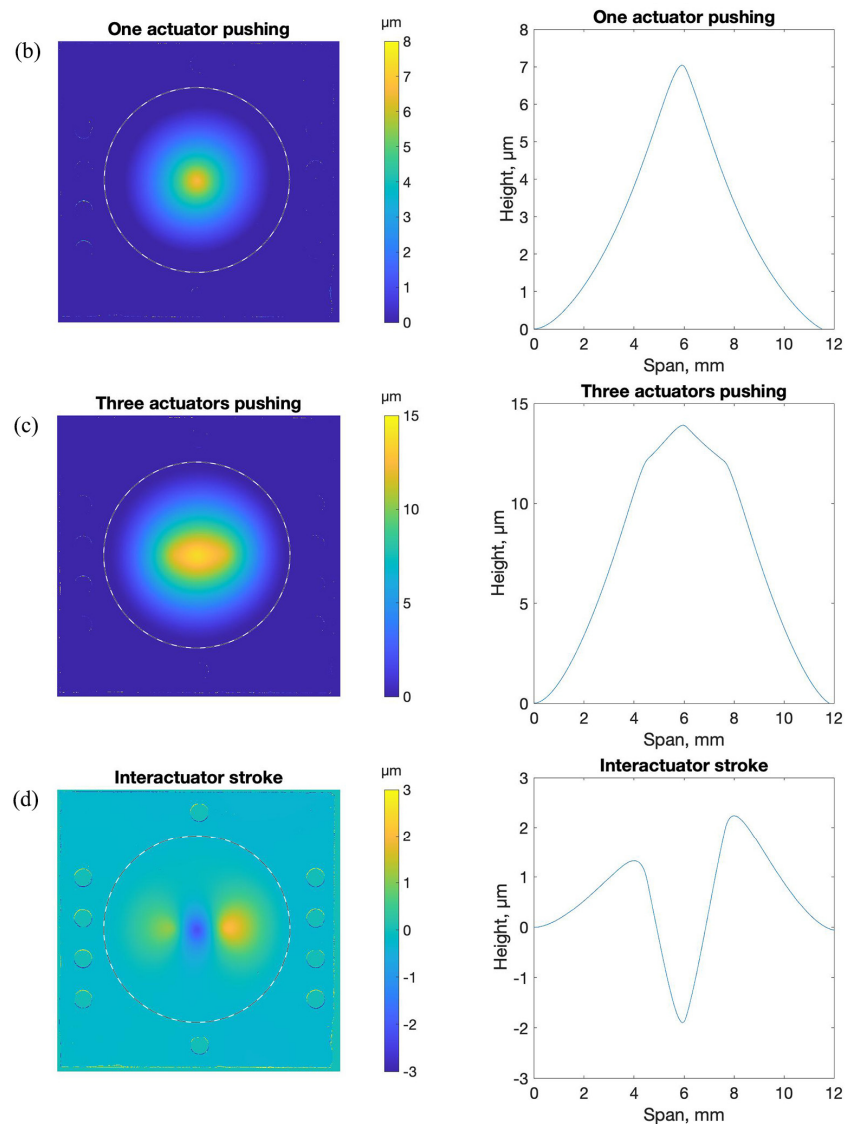 (b)
One actuator pushing
µm
8
7
6
5
4
3
2
1
0
One actuator pushing
Height, µm
8
7
6
5
4
3
2
1
0
0 2 4 6 8 10 12
Span, mm
(c)
Three actuators pushing
µm
15
10
5
0
Three actuators pushing
Height, µm
15
10
5
0
0 2 4 6 8 10 12
Span, mm
(d)
Interactuator stroke
µm
3
2
1
0
-1
-2
-3
Interactuator stroke
Height, µm
3
2
1
0
-1
-2
-3
0 2 4 6 8 10 12
Span, mm